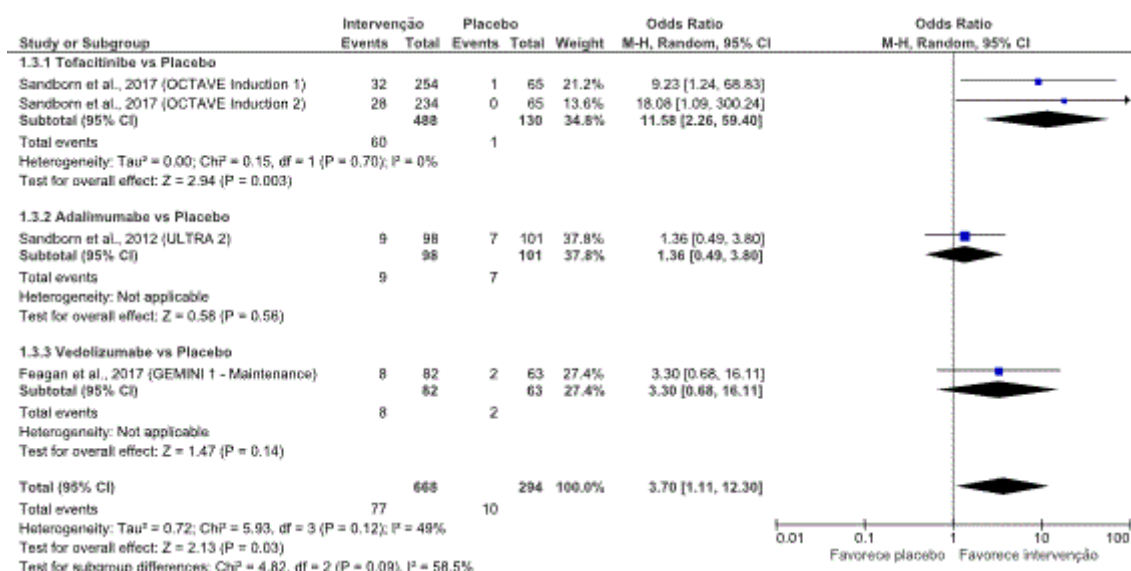 Intervenção Placebo Odds Ratio Odds Ratio
Study or Subgroup Events Total Events Total Weight M-H, Random, 95% CI M-H, Random, 95% CI
1.3.1 Tofacitinibe vs Placebo
Sandborn et al., 2017 (OCTAVE Induction 1) 32 254 1 65 21.2% 9.23 [1.24, 68.83]
Sandborn et al., 2017 (OCTAVE Induction 2) 28 234 0 65 13.6% 18.08 [1.09, 300.24]
Subtotal (95% CI) 488 130 34.8% 11.58 [2.26, 59.40]
Total events 60 1
Heterogeneity: Tau² = 0.00; Chi² = 0.15, df = 1 (P = 0.70); I² = 0%
Test for overall effect: Z = 2.94 (P = 0.003)
1.3.2 Adalimumabe vs Placebo
Sandborn et al., 2012 (ULTRA 2) 9 98 7 101 37.8% 1.36 [0.49, 3.80]
Subtotal (95% CI) 98 101 37.8% 1.36 [0.49, 3.80]
Total events 9 7
Heterogeneity: Not applicable
Test for overall effect: Z = 0.58 (P = 0.56)
1.3.3 Vedolizumabe vs Placebo
Feagan et al., 2017 (GEMINI 1 - Maintenance) 8 82 2 63 27.4% 3.30 [0.68, 16.11]
Subtotal (95% CI) 82 63 27.4% 3.30 [0.68, 16.11]
Total events 8 2
Heterogeneity: Not applicable
Test for overall effect: Z = 1.47 (P = 0.14)
Total (95% CI) 668 294 100.0% 3.70 [1.11, 12.30]
Total events 77 10
Heterogeneity: Tau² = 0.72; Chi² = 5.93, df = 3 (P = 0.12); I² = 49%
Test for overall effect: Z = 2.13 (P = 0.03)
Test for subgroup differences: Chi² = 4.82, df = 2 (P = 0.09), I² = 58.5%
0.01 0.1 1 10 100
Favorece placebo Favorece intervenção